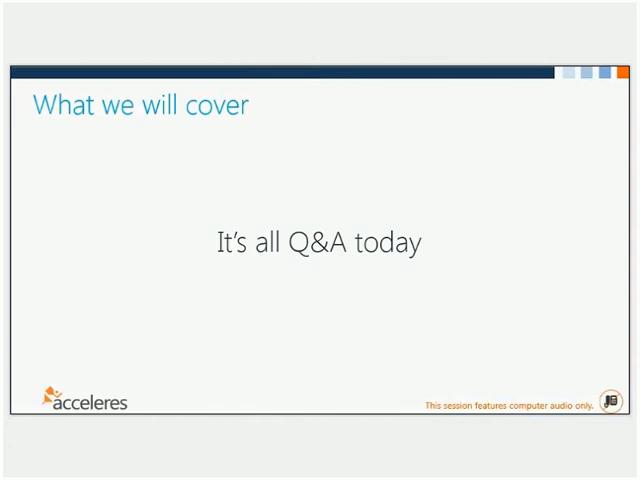 What we will cover
It's all Q&A today
acceleres
This session features computer audio only.